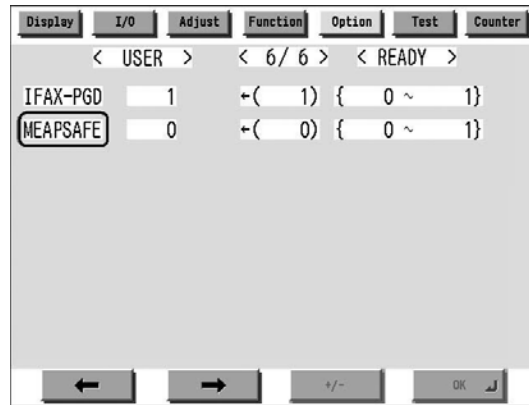 Display I/O Adjust Function Option Test Counter
< USER > < 6/ 6 > < READY >
IFAX-PGD 1 ←( 1) { 0 ~ 1}
MEAPSAFE 0 ←( 0) { 0 ~ 1}
← → +/- OK